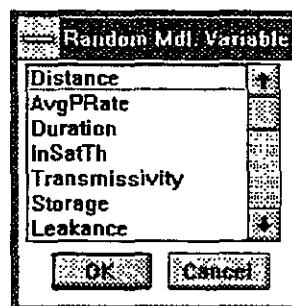 Random Mdl. Variable
Distance
AvgPRate
Duration
InSatTh
Transmissivity
Storage
Leakance
OK Cancel